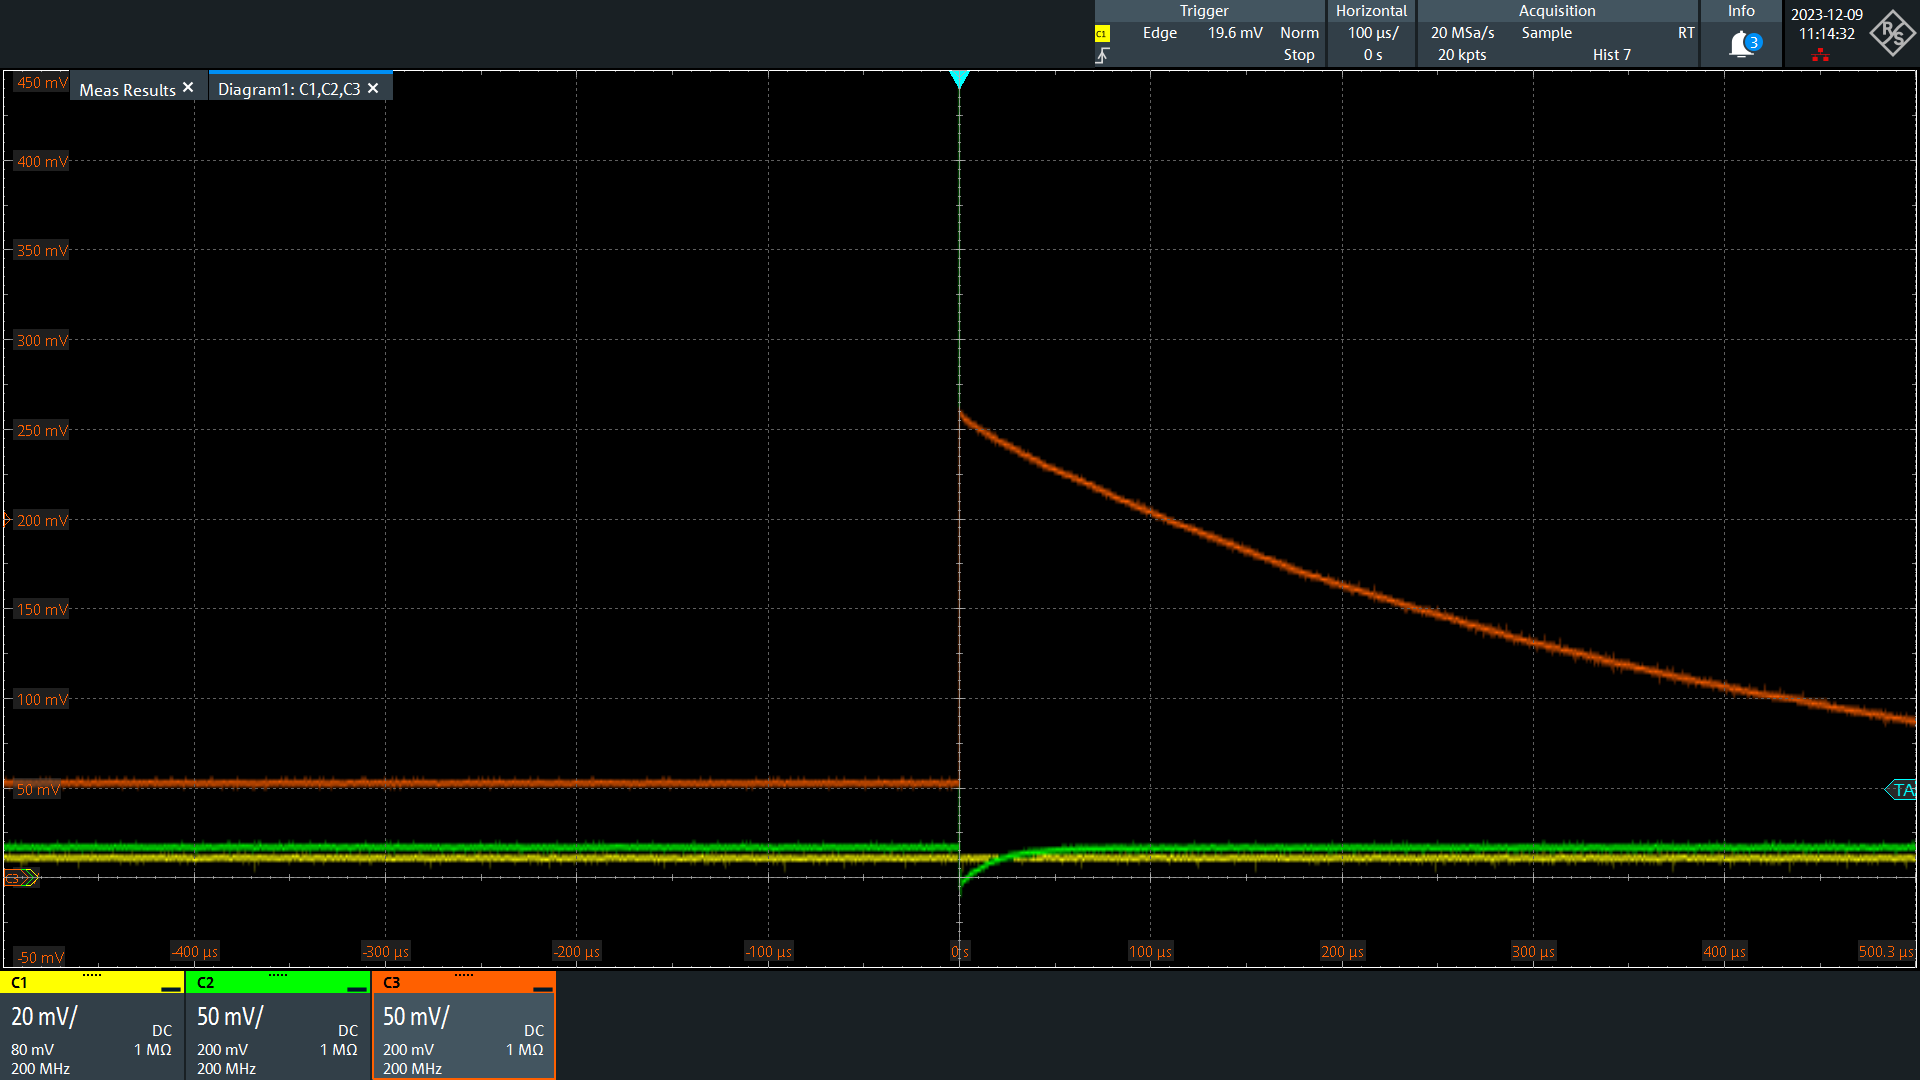 Trigger
C1 Edge 19.6 mV Norm
Stop
Horizontal
100 µs/
0 s
Acquisition
20 MSa/s Sample RT
20 kpts Hist 7
Info
3
2023-12-09
11:14:32
R S
Meas Results ✕
Diagram1: C1,C2,C3 ✕
450 mV
400 mV
350 mV
300 mV
250 mV
200 mV
150 mV
100 mV
50 mV
TA
C3
-50 mV
-400 µs
-300 µs
-200 µs
-100 µs
0 s
100 µs
200 µs
300 µs
400 µs
500.3 µs
C1
20 mV/
DC
80 mV 1 MΩ
200 MHz
C2
50 mV/
DC
200 mV 1 MΩ
200 MHz
C3
50 mV/
DC
200 mV 1 MΩ
200 MHz